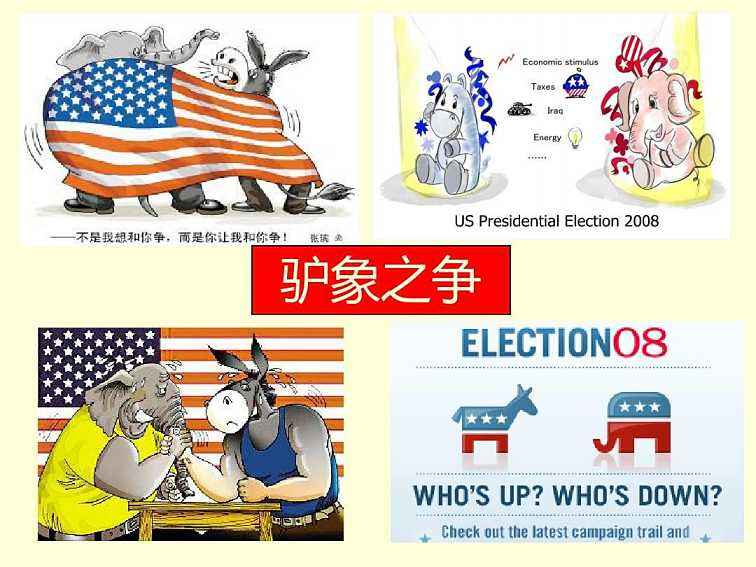 ——不是我想和你争，而是你让我和你争！
Economic stimulus
Taxes
Iraq
Energy
......
US Presidential Election 2008
驴象之争
ELECTION08
WHO'S UP? WHO'S DOWN?
Check out the latest campaign trail and